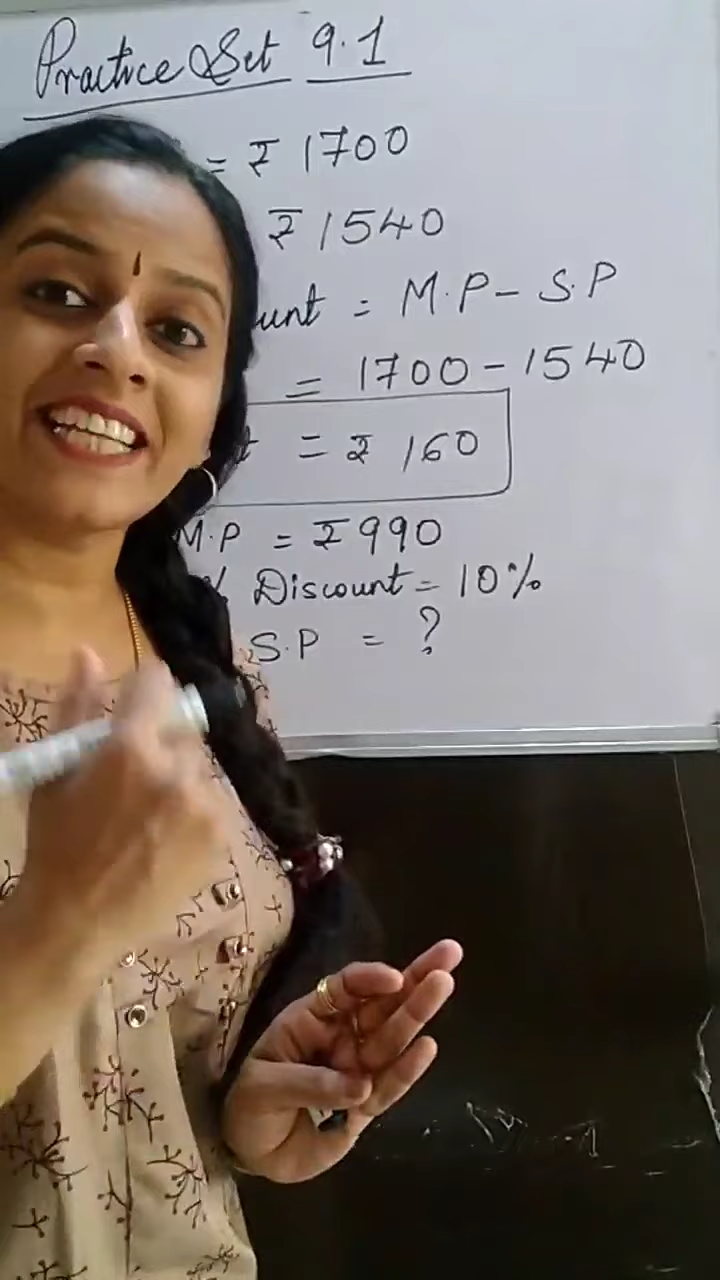 Practice Set 9.1
= ₹ 1700
₹ 1540
unt = M.P - S.P
= 1700 - 1540
t = ₹ 160
M.P = ₹ 990
% Discount = 10%
S.P = ?